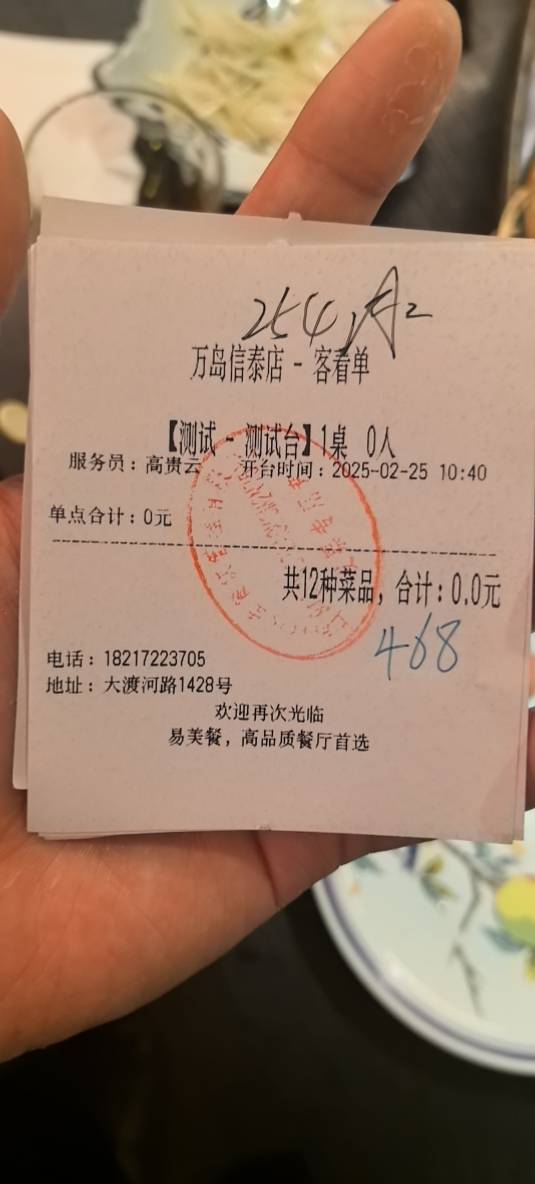 254
万岛信泰店 - 客看单
【测试 - 测试台】1桌 0人
服务员：高贵云 开台时间：2025-02-25 10:40
单点合计：0元
共12种菜品，合计：0.0元
468
电话：18217223705
地址：大渡河路1428号
欢迎再次光临
易美餐，高品质餐厅首选